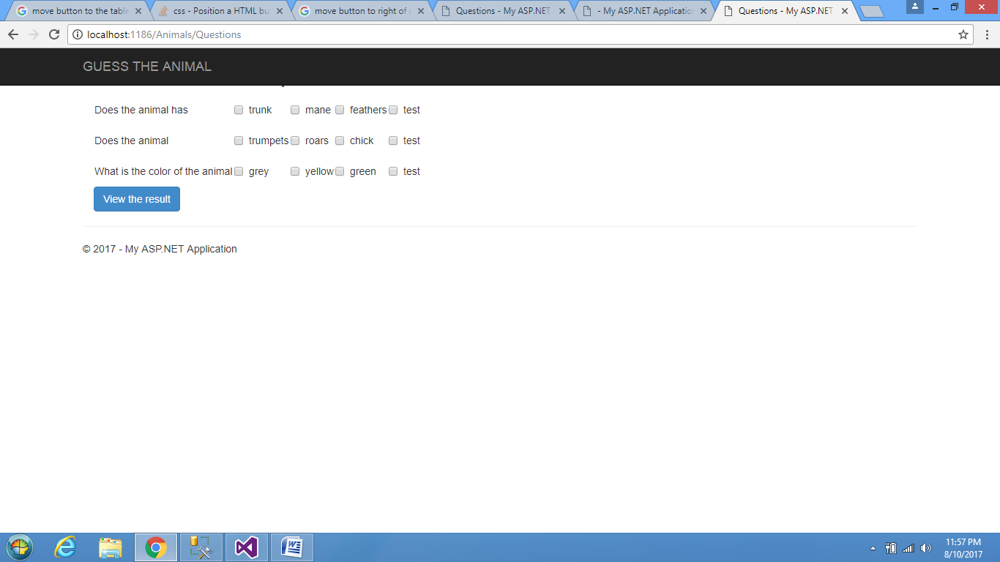 move button to the table
css - Position a HTML bu
move button to right of
Questions - My ASP.NET
- My ASP.NET Application
Questions - My ASP.NET
localhost:1186/Animals/Questions
GUESS THE ANIMAL
Does the animal has trunk mane feathers test
Does the animal trumpets roars chick test
What is the color of the animal grey yellow green test
View the result
© 2017 - My ASP.NET Application
11:57 PM
8/10/2017